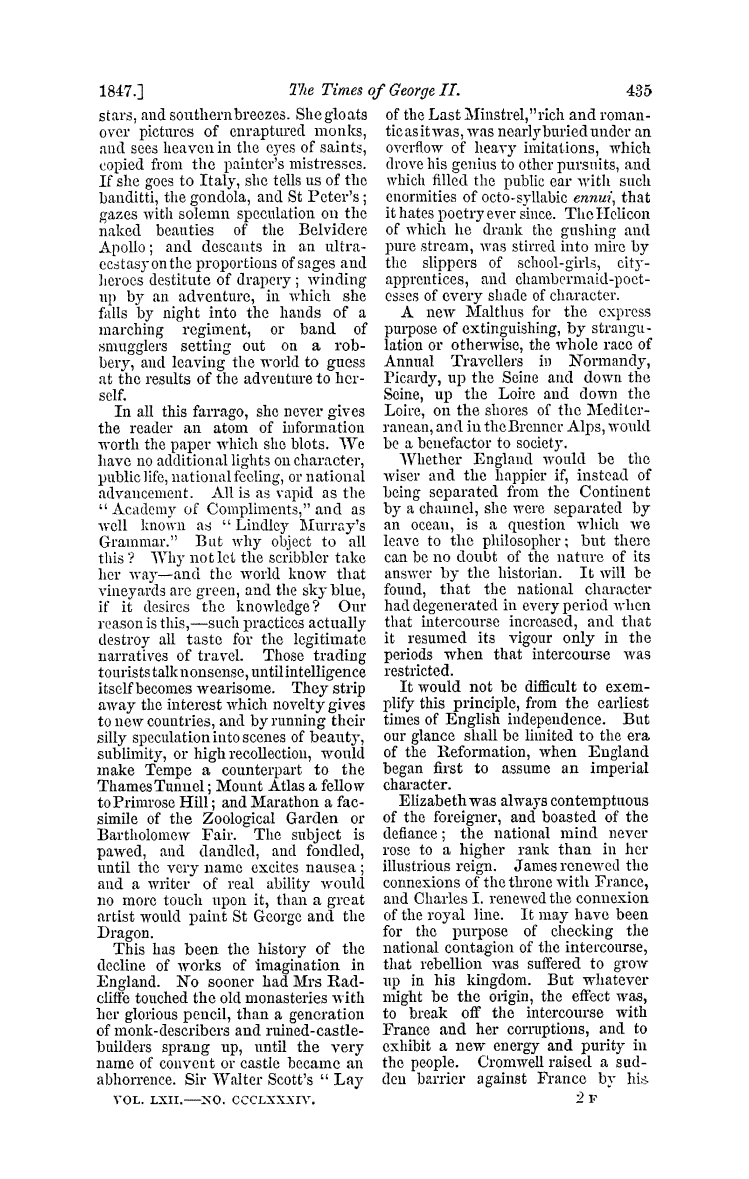 1847.] The Times of George II. 435
stars, and southern breezes. She gloats
over pictures of enraptured monks,
and sees heaven in the eyes of saints,
copied from the painter's mistresses.
If she goes to Italy, she tells us of the
banditti, the gondola, and St Peter's;
gazes with solemn speculation on the
naked beauties of the Belvidere
Apollo; and descants in an ultra-
ecstasy on the proportions of sages and
heroes destitute of drapery; winding
up by an adventure, in which she
falls by night into the hands of a
marching regiment, or band of
smugglers setting out on a rob-
bery, and leaving the world to guess
at the results of the adventure to her-
self.
In all this farrago, she never gives
the reader an atom of information
worth the paper which she blots. We
have no additional lights on character,
public life, national feeling, or national
advancement. All is as vapid as the
"Academy of Compliments," and as
well known as "Lindley Murray's
Grammar." But why object to all
this? Why not let the scribbler take
her way—and the world know that
vineyards are green, and the sky blue,
if it desires the knowledge? Our
reason is this,—such practices actually
destroy all taste for the legitimate
narratives of travel. Those trading
tourists talk nonsense, until intelligence
itself becomes wearisome. They strip
away the interest which novelty gives
to new countries, and by running their
silly speculation into scenes of beauty,
sublimity, or high recollection, would
make Tempe a counterpart to the
Thames Tunnel; Mount Atlas a fellow
to Primrose Hill; and Marathon a fac-
simile of the Zoological Garden or
Bartholomew Fair. The subject is
pawed, and dandled, and fondled,
until the very name excites nausea;
and a writer of real ability would
no more touch upon it, than a great
artist would paint St George and the
Dragon.
This has been the history of the
decline of works of imagination in
England. No sooner had Mrs Rad-
cliffe touched the old monasteries with
her glorious pencil, than a generation
of monk-describers and ruined-castle-
builders sprang up, until the very
name of convent or castle became an
abhorrence. Sir Walter Scott's "Lay
of the Last Minstrel," rich and roman-
tic as it was, was nearly buried under an
overflow of heavy imitations, which
drove his genius to other pursuits, and
which filled the public ear with such
enormities of octo-syllabic ennui, that
it hates poetry ever since. The Helicon
of which he drank the gushing and
pure stream, was stirred into mire by
the slippers of school-girls, city-
apprentices, and chambermaid-poet-
esses of every shade of character.
A new Malthus for the express
purpose of extinguishing, by strangu-
lation or otherwise, the whole race of
Annual Travellers in Normandy,
Picardy, up the Seine and down the
Seine, up the Loire and down the
Loire, on the shores of the Mediter-
ranean, and in the Brenner Alps, would
be a benefactor to society.
Whether England would be the
wiser and the happier if, instead of
being separated from the Continent
by a channel, she were separated by
an ocean, is a question which we
leave to the philosopher; but there
can be no doubt of the nature of its
answer by the historian. It will be
found, that the national character
had degenerated in every period when
that intercourse increased, and that
it resumed its vigour only in the
periods when that intercourse was
restricted.
It would not be difficult to exem-
plify this principle, from the earliest
times of English independence. But
our glance shall be limited to the era
of the Reformation, when England
began first to assume an imperial
character.
Elizabeth was always contemptuous
of the foreigner, and boasted of the
defiance; the national mind never
rose to a higher rank than in her
illustrious reign. James renewed the
connexions of the throne with France,
and Charles I. renewed the connexion
of the royal line. It may have been
for the purpose of checking the
national contagion of the intercourse,
that rebellion was suffered to grow
up in his kingdom. But whatever
might be the origin, the effect was,
to break off the intercourse with
France and her corruptions, and to
exhibit a new energy and purity in
the people. Cromwell raised a sud-
den barrier against France by his
VOL. LXII.—NO. CCCLXXXIV. 2 F